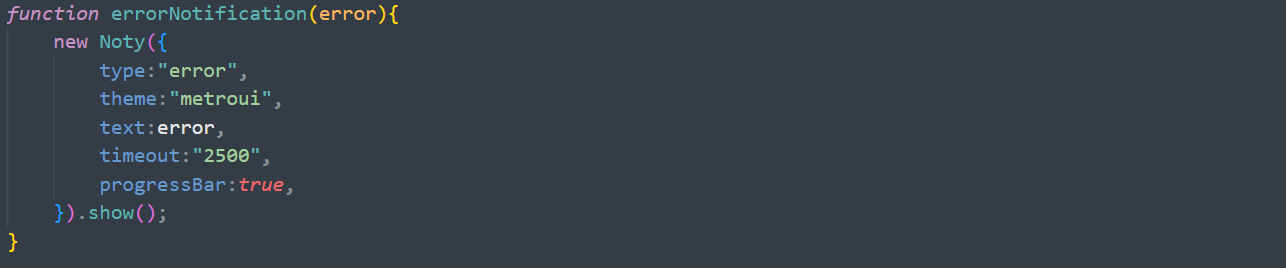 function errorNotification(error){
    new Noty({
        type:"error",
        theme:"metroui",
        text:error,
        timeout:"2500",
        progressBar:true,
    }).show();
}